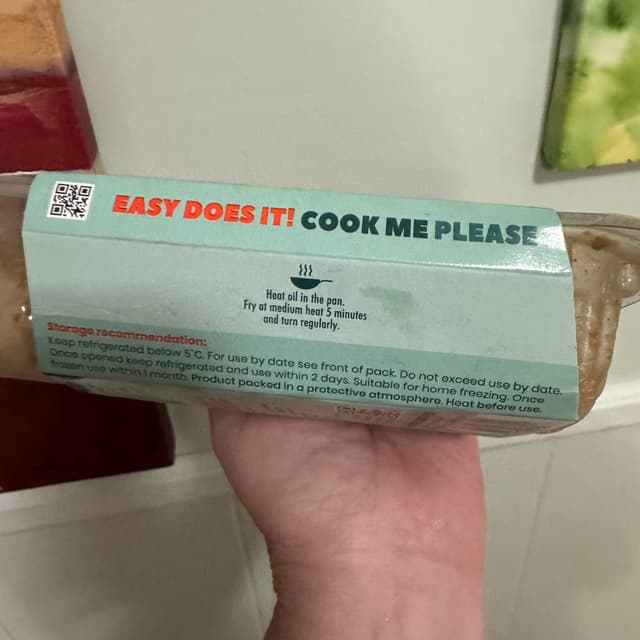 EASY DOES IT! COOK ME PLEASE
Heat oil in the pan.
Fry at medium heat 5 minutes
and turn regularly.
Storage recommendation:
Keep refrigerated below 5°C. For use by date see front of pack. Do not exceed use by date.
Once opened keep refrigerated and use within 2 days. Suitable for home freezing. Once
frozen use within 1 month. Product packed in a protective atmosphere. Heat before use.